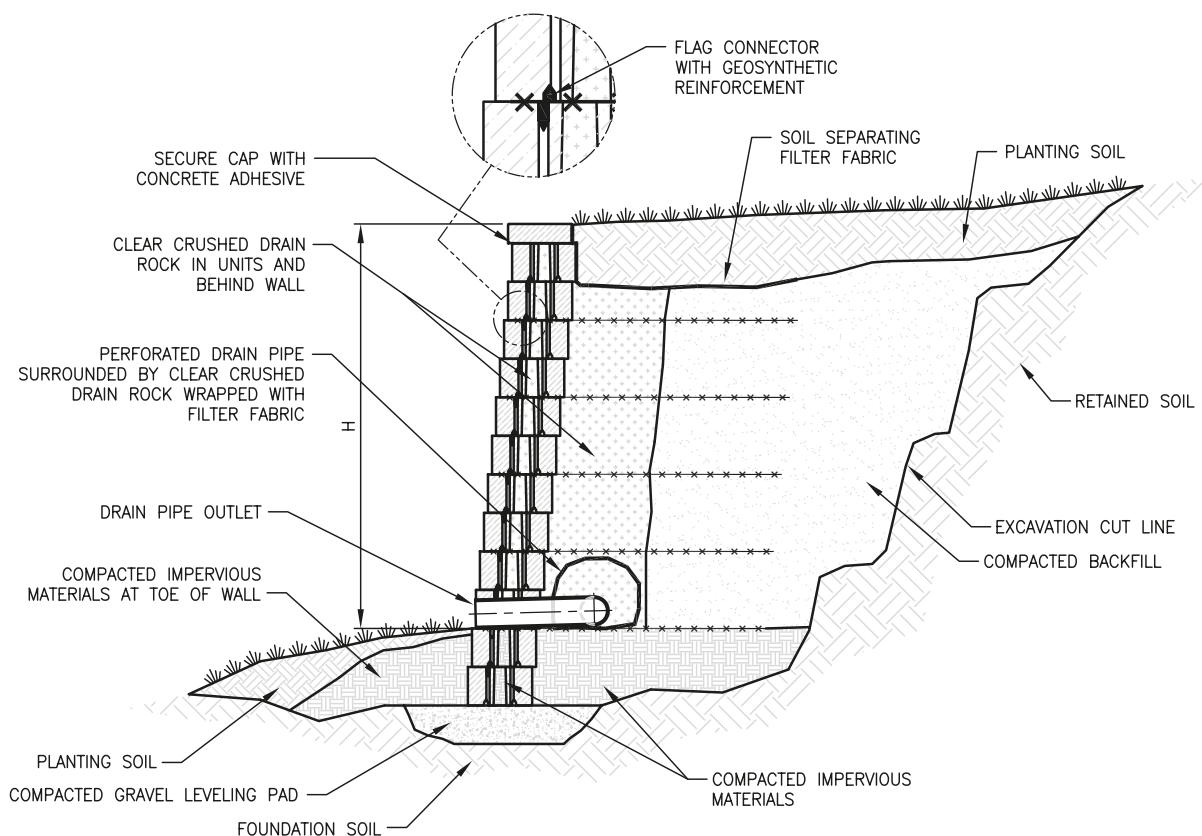 FLAG CONNECTOR
WITH GEOSYNTHETIC
REINFORCEMENT
SOIL SEPARATING
FILTER FABRIC
PLANTING SOIL
SECURE CAP WITH
CONCRETE ADHESIVE
CLEAR CRUSHED DRAIN
ROCK IN UNITS AND
BEHIND WALL
PERFORATED DRAIN PIPE
SURROUNDED BY CLEAR CRUSHED
DRAIN ROCK WRAPPED WITH
FILTER FABRIC
H
RETAINED SOIL
DRAIN PIPE OUTLET
EXCAVATION CUT LINE
COMPACTED BACKFILL
COMPACTED IMPERVIOUS
MATERIALS AT TOE OF WALL
PLANTING SOIL
COMPACTED GRAVEL LEVELING PAD
FOUNDATION SOIL
COMPACTED IMPERVIOUS
MATERIALS